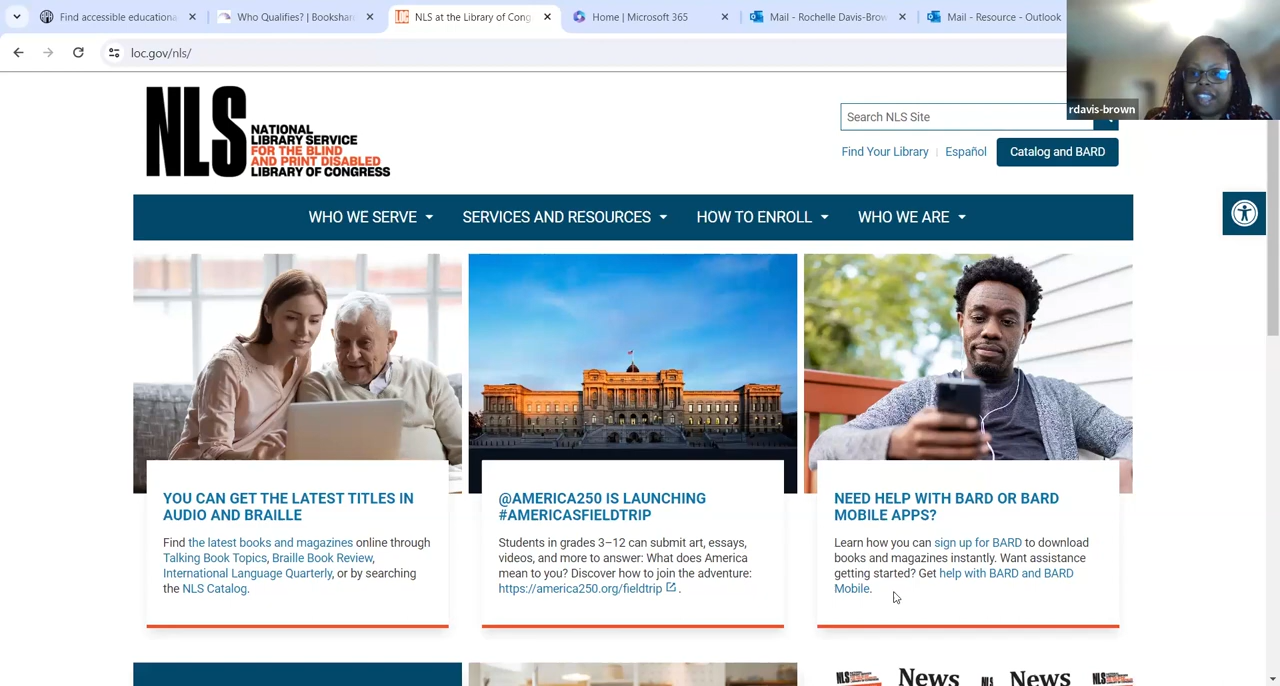 Find accessible educationa
Who Qualifies? | Bookshar
NLS at the Library of Cong
Home | Microsoft 365
Mail - Rochelle Davis-Brow
Mail - Resource - Outlook
loc.gov/nls/
rdavis-brown
NLS
NATIONAL
LIBRARY SERVICE
FOR THE BLIND
AND PRINT DISABLED
LIBRARY OF CONGRESS
Search NLS Site
Find Your Library | Español
Catalog and BARD
WHO WE SERVE
SERVICES AND RESOURCES
HOW TO ENROLL
WHO WE ARE
YOU CAN GET THE LATEST TITLES IN
AUDIO AND BRAILLE
Find the latest books and magazines online through
Talking Book Topics, Braille Book Review,
International Language Quarterly, or by searching
the NLS Catalog.
@AMERICA250 IS LAUNCHING
#AMERICASFIELDTRIP
Students in grades 3–12 can submit art, essays,
videos, and more to answer: What does America
mean to you? Discover how to join the adventure:
https://america250.org/fieldtrip .
NEED HELP WITH BARD OR BARD
MOBILE APPS?
Learn how you can sign up for BARD to download
books and magazines instantly. Want assistance
getting started? Get help with BARD and BARD
Mobile.
NLS News NLS News NLS